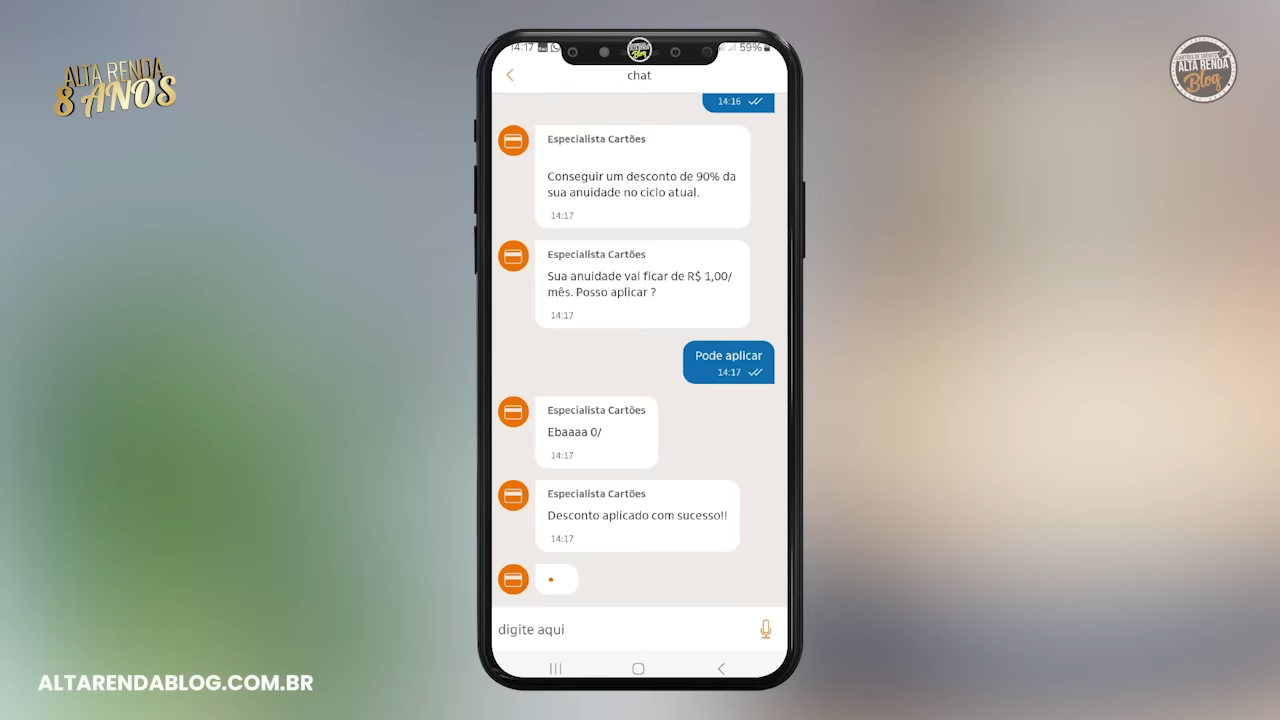 ALTA RENDA
8 ANOS
ALTA RENDA
Blog
14:17
59%
chat
14:16
Especialista Cartões
Conseguir um desconto de 90% da
sua anuidade no ciclo atual.
14:17
Especialista Cartões
Sua anuidade vai ficar de R$ 1,00/
mês. Posso aplicar ?
14:17
Pode aplicar
14:17
Especialista Cartões
Ebaaaa 0/
14:17
Especialista Cartões
Desconto aplicado com sucesso!!
14:17
digite aqui
ALTARENDABLOG.COM.BR